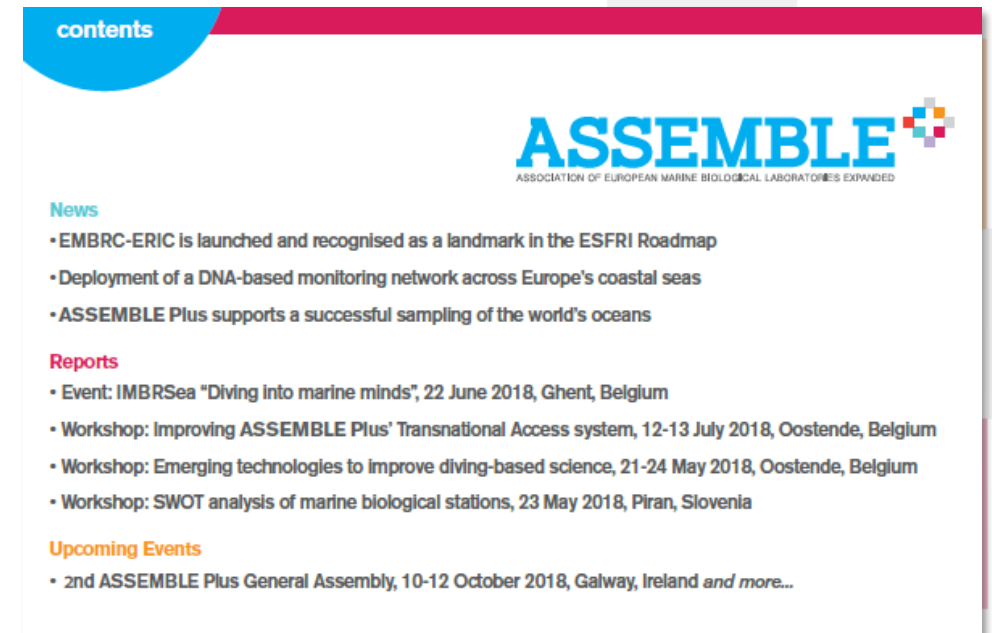 contents
ASSEMBLE
ASSOCIATION OF EUROPEAN MARINE BIOLOGICAL LABORATORIES EXPANDED
News
• EMBRC-ERIC is launched and recognised as a landmark in the ESFRI Roadmap
• Deployment of a DNA-based monitoring network across Europe's coastal seas
• ASSEMBLE Plus supports a successful sampling of the world's oceans
Reports
• Event: IMBRSea "Diving into marine minds", 22 June 2018, Ghent, Belgium
• Workshop: Improving ASSEMBLE Plus' Transnational Access system, 12-13 July 2018, Oostende, Belgium
• Workshop: Emerging technologies to improve diving-based science, 21-24 May 2018, Oostende, Belgium
• Workshop: SWOT analysis of marine biological stations, 23 May 2018, Piran, Slovenia
Upcoming Events
• 2nd ASSEMBLE Plus General Assembly, 10-12 October 2018, Galway, Ireland and more...